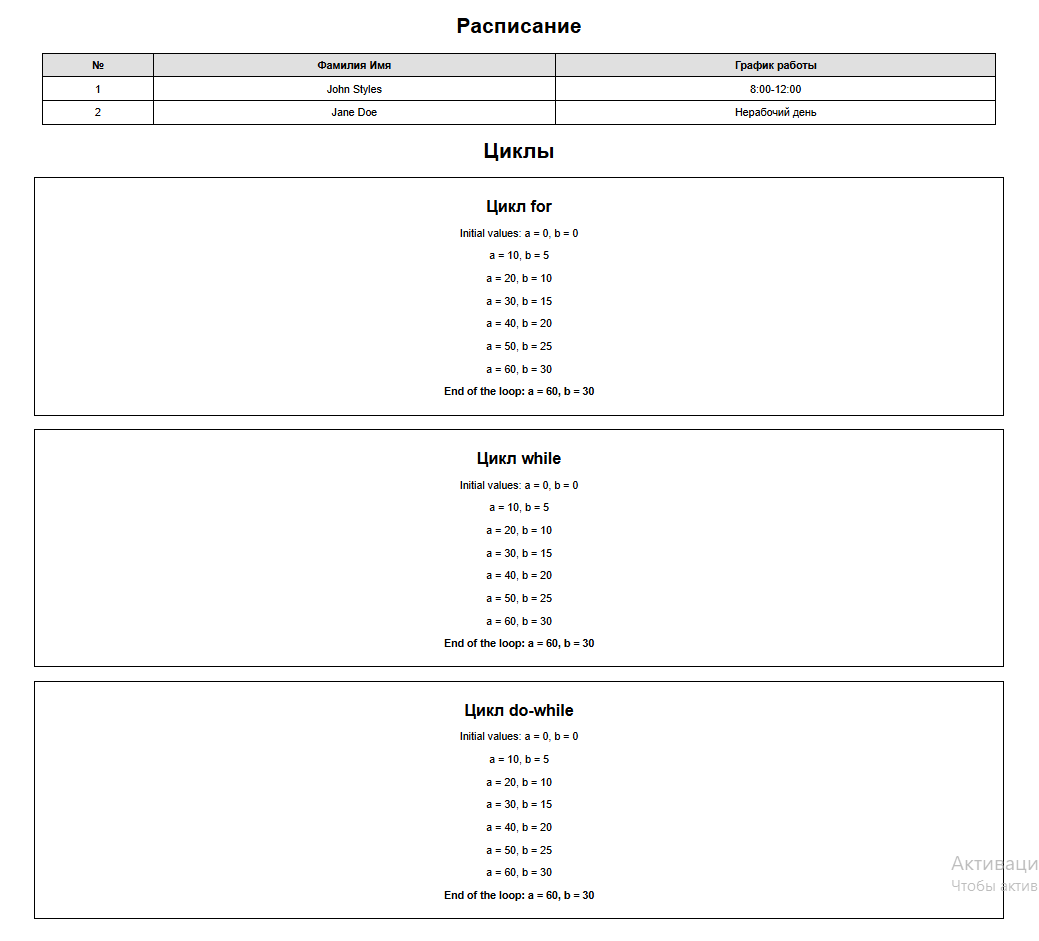 Расписание
№ Фамилия Имя График работы
1 John Styles 8:00-12:00
2 Jane Doe Нерабочий день
Циклы
Цикл for
Initial values: a = 0, b = 0
a = 10, b = 5
a = 20, b = 10
a = 30, b = 15
a = 40, b = 20
a = 50, b = 25
a = 60, b = 30
End of the loop: a = 60, b = 30
Цикл while
Initial values: a = 0, b = 0
a = 10, b = 5
a = 20, b = 10
a = 30, b = 15
a = 40, b = 20
a = 50, b = 25
a = 60, b = 30
End of the loop: a = 60, b = 30
Цикл do-while
Initial values: a = 0, b = 0
a = 10, b = 5
a = 20, b = 10
a = 30, b = 15
a = 40, b = 20
a = 50, b = 25
a = 60, b = 30
End of the loop: a = 60, b = 30
Активаци
Чтобы актив